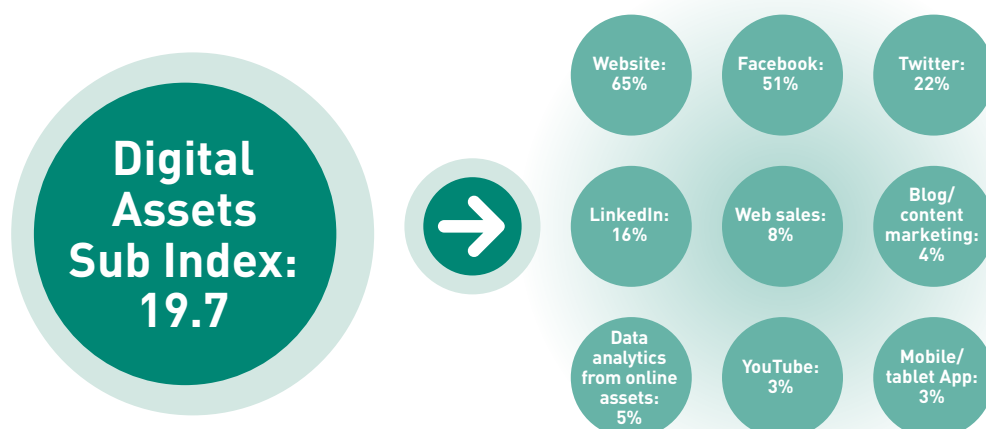 Digital
Assets
Sub Index:
19.7
Website:
65%
Facebook:
51%
Twitter:
22%
LinkedIn:
16%
Web sales:
8%
Blog/
content
marketing:
4%
Data
analytics
from online
assets:
5%
YouTube:
3%
Mobile/
tablet App:
3%